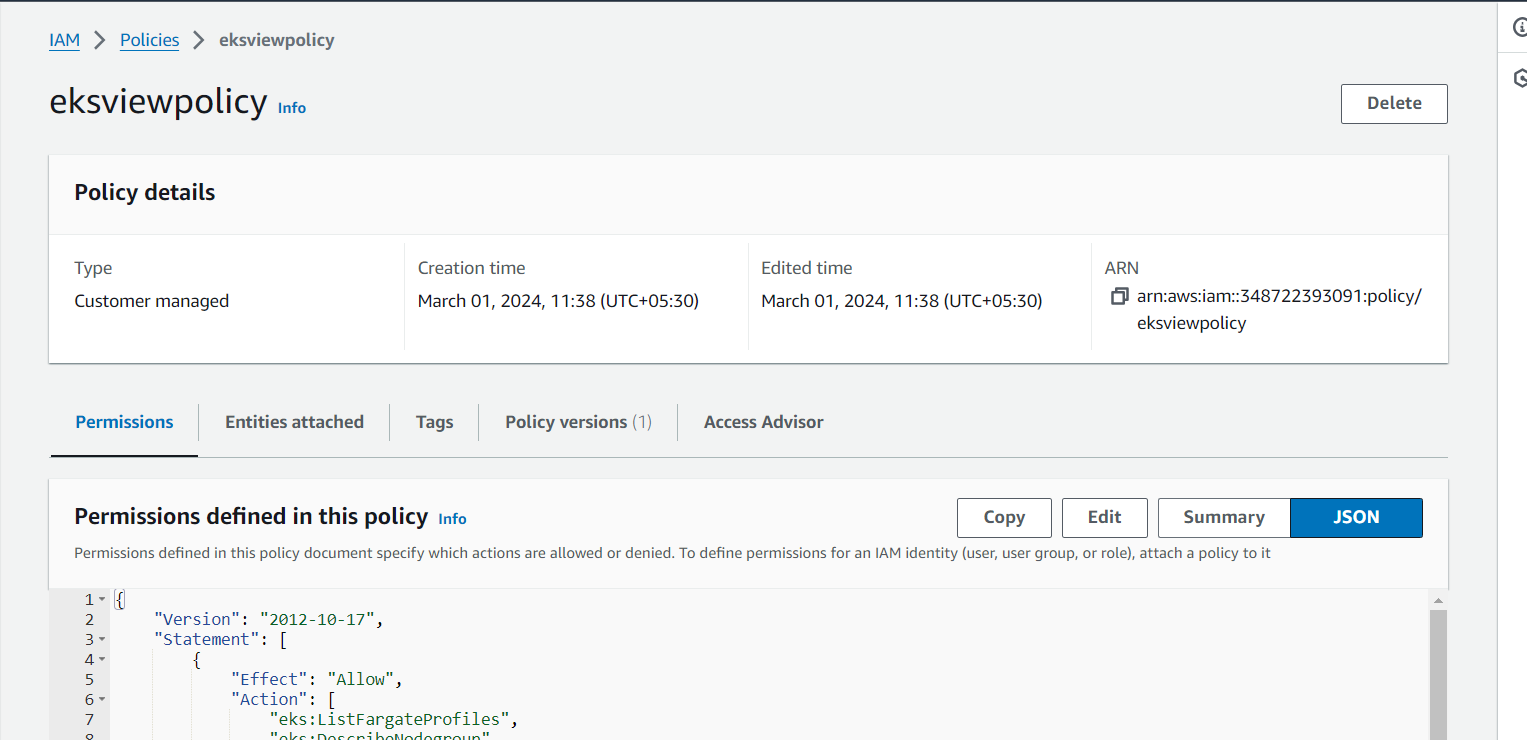 IAM > Policies > eksviewpolicy
eksviewpolicy Info
Delete
Policy details
Type
Customer managed
Creation time
March 01, 2024, 11:38 (UTC+05:30)
Edited time
March 01, 2024, 11:38 (UTC+05:30)
ARN
arn:aws:iam::348722393091:policy/
eksviewpolicy
Permissions
Entities attached
Tags
Policy versions (1)
Access Advisor
Permissions defined in this policy Info
Copy
Edit
Summary
JSON
Permissions defined in this policy document specify which actions are allowed or denied. To define permissions for an IAM identity (user, user group, or role), attach a policy to it
1 {
2 "Version": "2012-10-17",
3 "Statement": [
4 {
5 "Effect": "Allow",
6 "Action": [
7 "eks:ListFargateProfiles",
8 "eks:DescribeNodegroup"